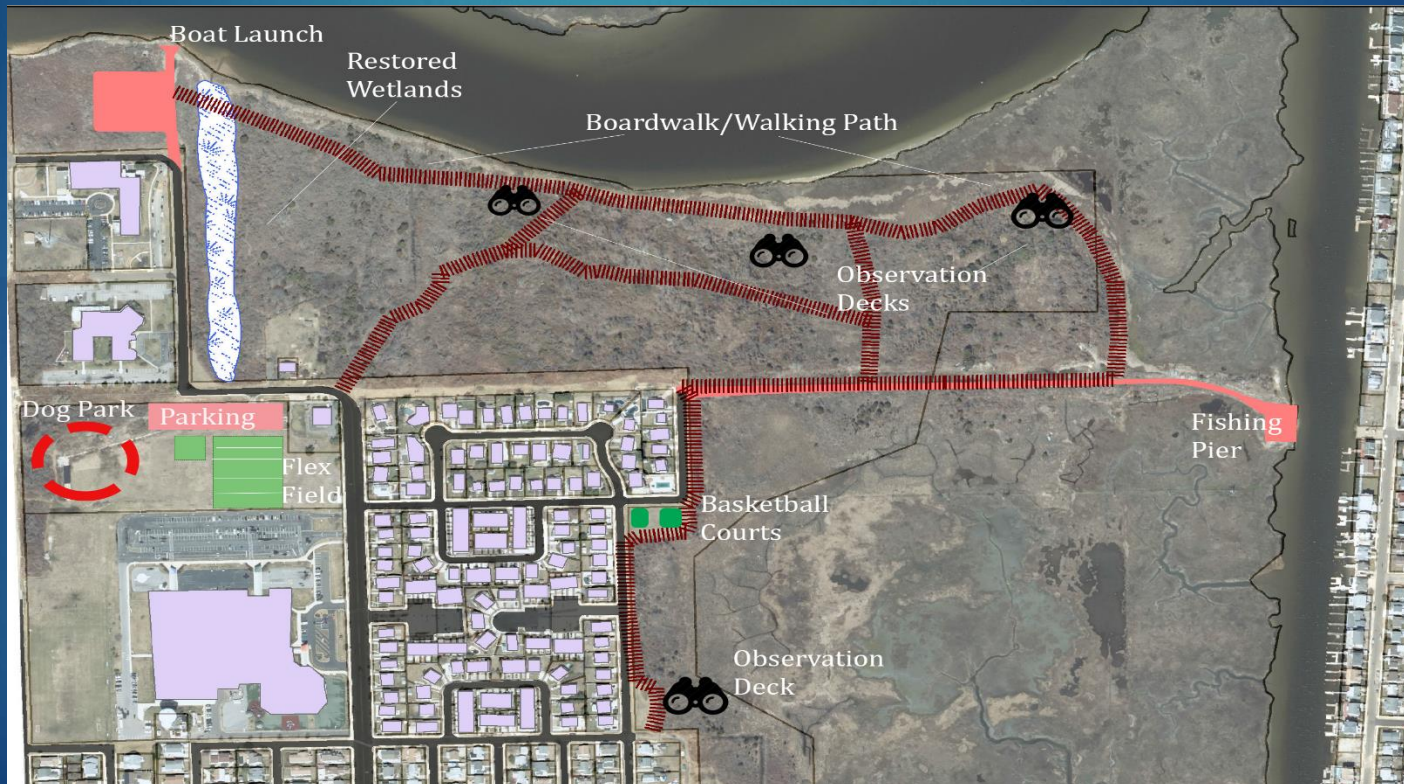 Boat Launch
Restored
Wetlands
Boardwalk/Walking Path
Observation
Decks
Dog Park
Parking
Flex
Field
Fishing
Pier
Basketball
Courts
Observation
Deck